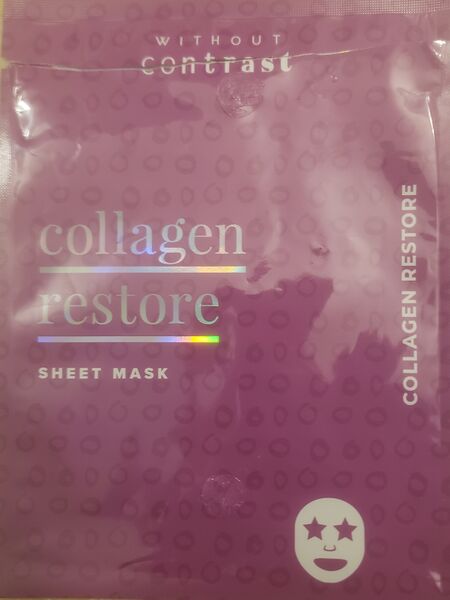 WITHOUT
contrast
collagen
restore
SHEET MASK
COLLAGEN RESTORE